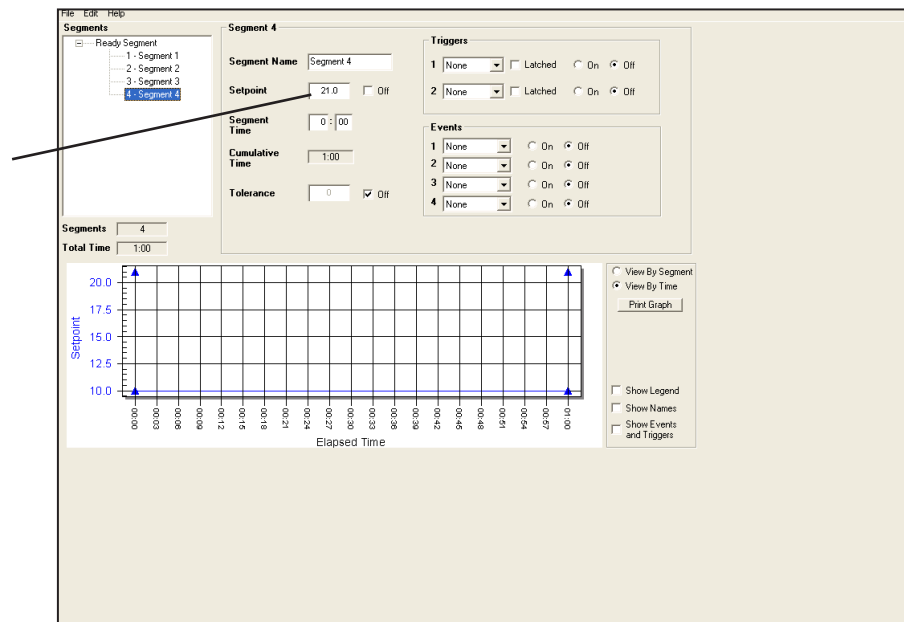 File Edit Help
Segments
Ready Segment
1 - Segment 1
2 - Segment 2
3 - Segment 3
4 - Segment 4
Segments 4
Total Time 1:00
Segment 4
Segment Name Segment 4
Setpoint 21.0 Off
Segment Time 0 : 00
Cumulative Time 1:00
Tolerance 0 Off
Triggers
1 None Latched On Off
2 None Latched On Off
Events
1 None On Off
2 None On Off
3 None On Off
4 None On Off
Setpoint
20.0
17.5
15.0
12.5
10.0
00:00 00:03 00:06 00:09 00:12 00:15 00:18 00:21 00:24 00:27 00:30 00:33 00:36 00:39 00:42 00:45 00:48 00:51 00:54 00:57 01:00
Elapsed Time
View By Segment
View By Time
Print Graph
Show Legend
Show Names
Show Events
and Triggers